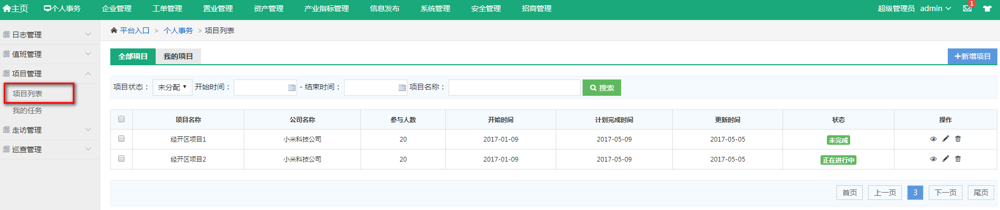 主页 个人事务 企业管理 工单管理 置业管理 资产管理 产业指标管理 信息发布 系统管理 安全管理 招商管理 超级管理员 admin 1
日志管理
值班管理
项目管理
项目列表
我的任务
走访管理
巡查管理
平台入口 > 个人事务 > 项目列表
全部项目 我的项目 新增项目
项目状态： 未分配 开始时间： - 结束时间： 项目名称： 搜索
项目名称 公司名称 参与人数 开始时间 计划完成时间 更新时间 状态 操作
经开区项目1 小米科技公司 20 2017-01-09 2017-05-09 2017-05-05 未完成
经开区项目2 小米科技公司 20 2017-01-09 2017-05-09 2017-05-05 正在进行中
首页 上一页 3 下一页 尾页